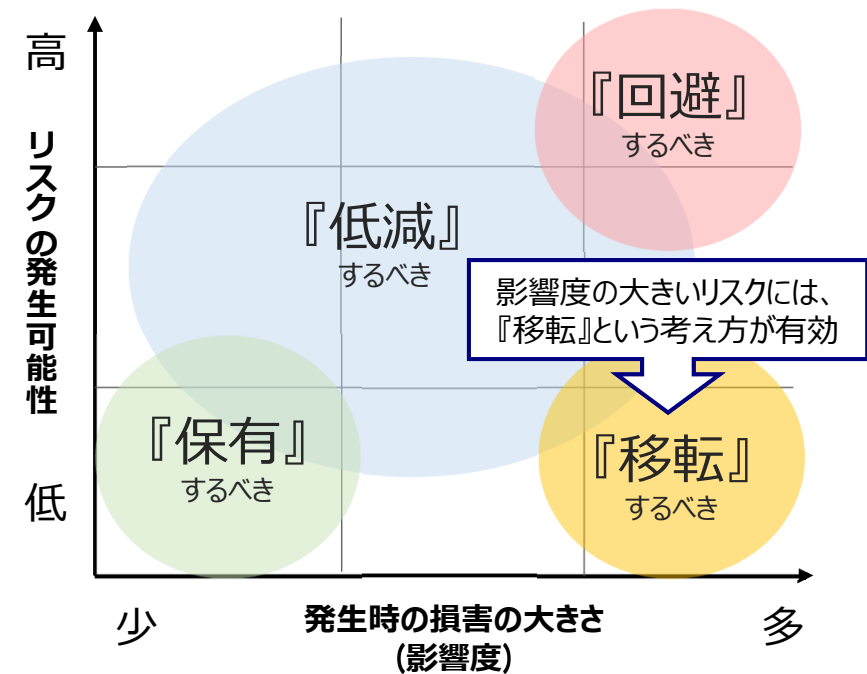 高
リスクの発生可能性
低
『回避』
するべき
『低減』
するべき
影響度の大きいリスクには、
『移転』という考え方が有効
『保有』
するべき
『移転』
するべき
少
発生時の損害の大きさ
(影響度)
多